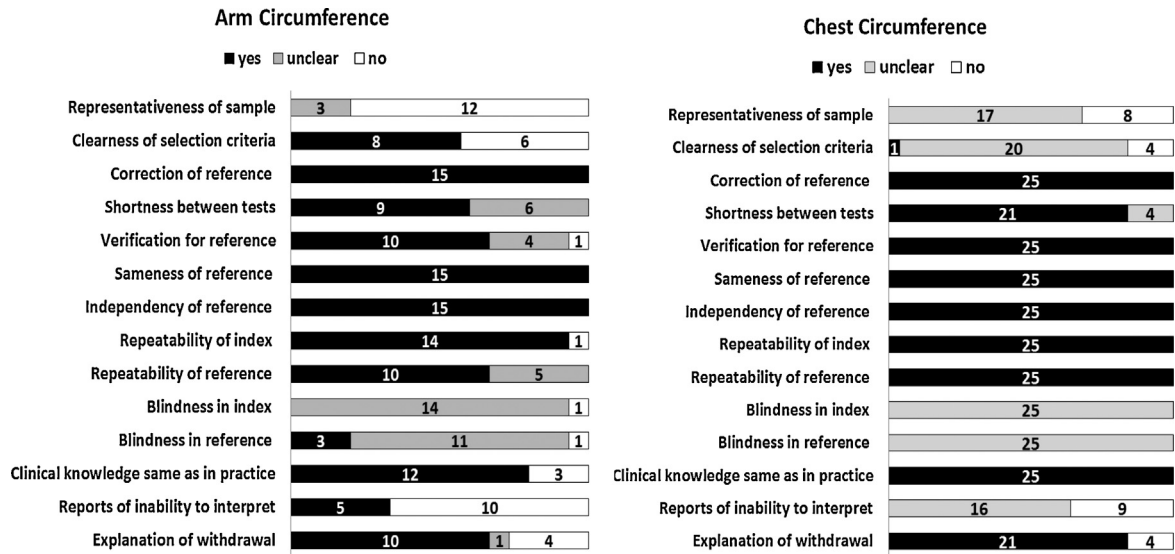 Arm Circumference
yes unclear no
Representativeness of sample 3 12
Clearness of selection criteria 8 6
Correction of reference 15
Shortness between tests 9 6
Verification for reference 10 4 1
Sameness of reference 15
Independency of reference 15
Repeatability of index 14 1
Repeatability of reference 10 5
Blindness in index 14 1
Blindness in reference 3 11 1
Clinical knowledge same as in practice 12 3
Reports of inability to interpret 5 10
Explanation of withdrawal 10 1 4
Chest Circumference
yes unclear no
Representativeness of sample 17 8
Clearness of selection criteria 1 20 4
Correction of reference 25
Shortness between tests 21 4
Verification for reference 25
Sameness of reference 25
Independency of reference 25
Repeatability of index 25
Repeatability of reference 25
Blindness in index 25
Blindness in reference 25
Clinical knowledge same as in practice 25
Reports of inability to interpret 16 9
Explanation of withdrawal 21 4